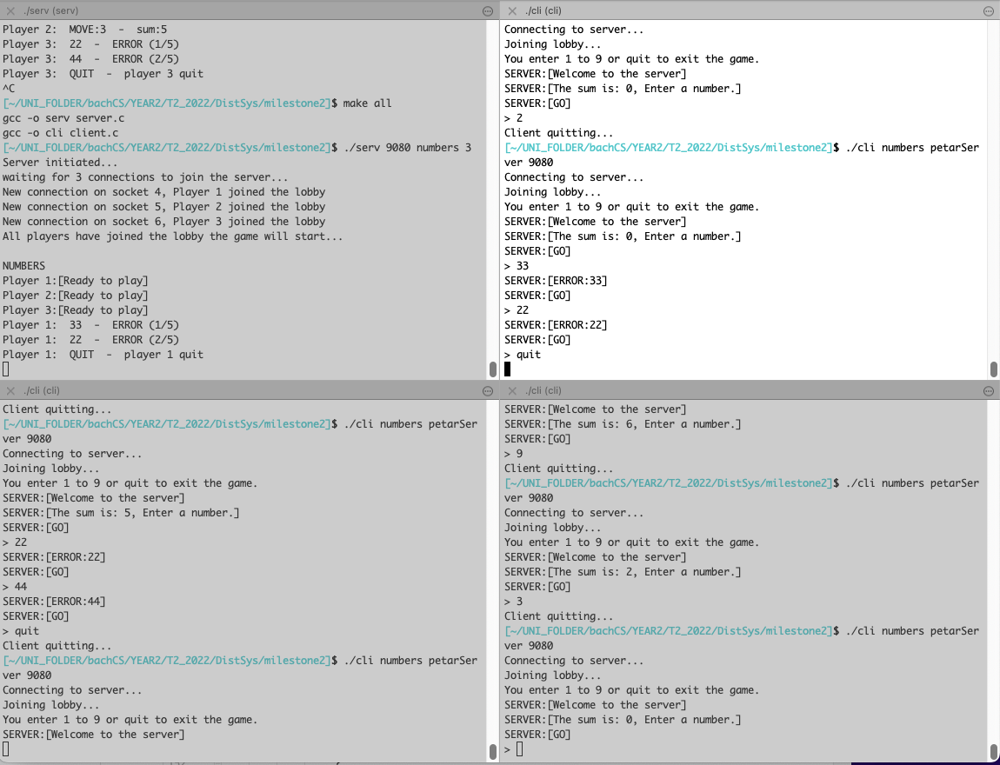 ./serv (serv)
Player 2:  MOVE:3  -  sum:5
Player 3:  22  -  ERROR (1/5)
Player 3:  44  -  ERROR (2/5)
Player 3:  QUIT  -  player 3 quit
^C
[~/UNI_FOLDER/bachCS/YEAR2/T2_2022/DistSys/milestone2]$ make all
gcc -o serv server.c
gcc -o cli client.c
[~/UNI_FOLDER/bachCS/YEAR2/T2_2022/DistSys/milestone2]$ ./serv 9080 numbers 3
Server initiated...
waiting for 3 connections to join the server...
New connection on socket 4, Player 1 joined the lobby
New connection on socket 5, Player 2 joined the lobby
New connection on socket 6, Player 3 joined the lobby
All players have joined the lobby the game will start...
NUMBERS
Player 1:[Ready to play]
Player 2:[Ready to play]
Player 3:[Ready to play]
Player 1:  33  -  ERROR (1/5)
Player 1:  22  -  ERROR (2/5)
Player 1:  QUIT  -  player 1 quit
./cli (cli)
Connecting to server...
Joining lobby...
You enter 1 to 9 or quit to exit the game.
SERVER:[Welcome to the server]
SERVER:[The sum is: 0, Enter a number.]
SERVER:[GO]
> 2
Client quitting...
[~/UNI_FOLDER/bachCS/YEAR2/T2_2022/DistSys/milestone2]$ ./cli numbers petarSer
ver 9080
Connecting to server...
Joining lobby...
You enter 1 to 9 or quit to exit the game.
SERVER:[Welcome to the server]
SERVER:[The sum is: 0, Enter a number.]
SERVER:[GO]
> 33
SERVER:[ERROR:33]
SERVER:[GO]
> 22
SERVER:[ERROR:22]
SERVER:[GO]
> quit
./cli (cli)
Client quitting...
[~/UNI_FOLDER/bachCS/YEAR2/T2_2022/DistSys/milestone2]$ ./cli numbers petarSer
ver 9080
Connecting to server...
Joining lobby...
You enter 1 to 9 or quit to exit the game.
SERVER:[Welcome to the server]
SERVER:[The sum is: 5, Enter a number.]
SERVER:[GO]
> 22
SERVER:[ERROR:22]
SERVER:[GO]
> 44
SERVER:[ERROR:44]
SERVER:[GO]
> quit
Client quitting...
[~/UNI_FOLDER/bachCS/YEAR2/T2_2022/DistSys/milestone2]$ ./cli numbers petarSer
ver 9080
Connecting to server...
Joining lobby...
You enter 1 to 9 or quit to exit the game.
SERVER:[Welcome to the server]
./cli (cli)
SERVER:[Welcome to the server]
SERVER:[The sum is: 6, Enter a number.]
SERVER:[GO]
> 9
Client quitting...
[~/UNI_FOLDER/bachCS/YEAR2/T2_2022/DistSys/milestone2]$ ./cli numbers petarSer
ver 9080
Connecting to server...
Joining lobby...
You enter 1 to 9 or quit to exit the game.
SERVER:[Welcome to the server]
SERVER:[The sum is: 2, Enter a number.]
SERVER:[GO]
> 3
Client quitting...
[~/UNI_FOLDER/bachCS/YEAR2/T2_2022/DistSys/milestone2]$ ./cli numbers petarSer
ver 9080
Connecting to server...
Joining lobby...
You enter 1 to 9 or quit to exit the game.
SERVER:[Welcome to the server]
SERVER:[The sum is: 0, Enter a number.]
SERVER:[GO]
>